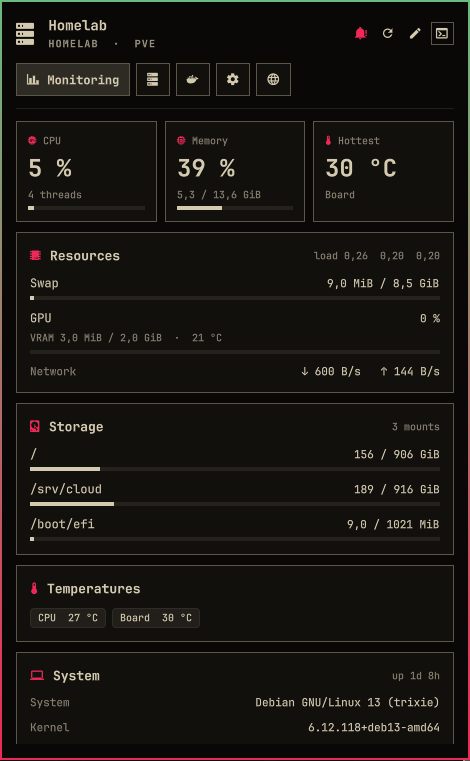 Homelab
HOMELAB · PVE
Monitoring
CPU
5 %
4 threads
Memory
39 %
5,3 / 13,6 GiB
Hottest
30 °C
Board
Resources
load 0,26 0,20 0,20
Swap
9,0 MiB / 8,5 GiB
GPU
0 %
VRAM 3,0 MiB / 2,0 GiB · 21 °C
Network
↓ 600 B/s ↑ 144 B/s
Storage
3 mounts
/
156 / 906 GiB
/srv/cloud
189 / 916 GiB
/boot/efi
9,0 / 1021 MiB
Temperatures
CPU 27 °C
Board 30 °C
System
up 1d 8h
System
Debian GNU/Linux 13 (trixie)
Kernel
6.12.118+deb13-amd64